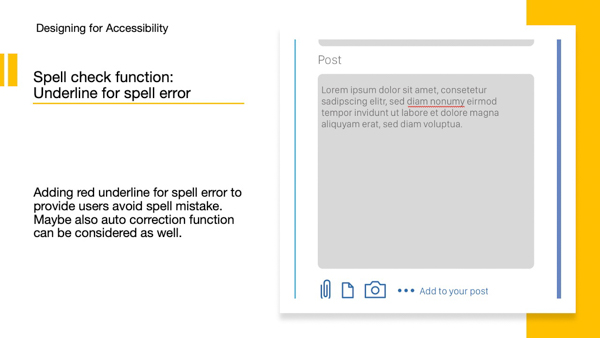 Designing for Accessibility
Spell check function:
Underline for spell error
Adding red underline for spell error to
provide users avoid spell mistake.
Maybe also auto correction function
can be considered as well.
Post
Lorem ipsum dolor sit amet, consetetur
sadipscing elitr, sed diam nonumy eirmod
tempor invidunt ut labore et dolore magna
aliquyam erat, sed diam voluptua.
Add to your post